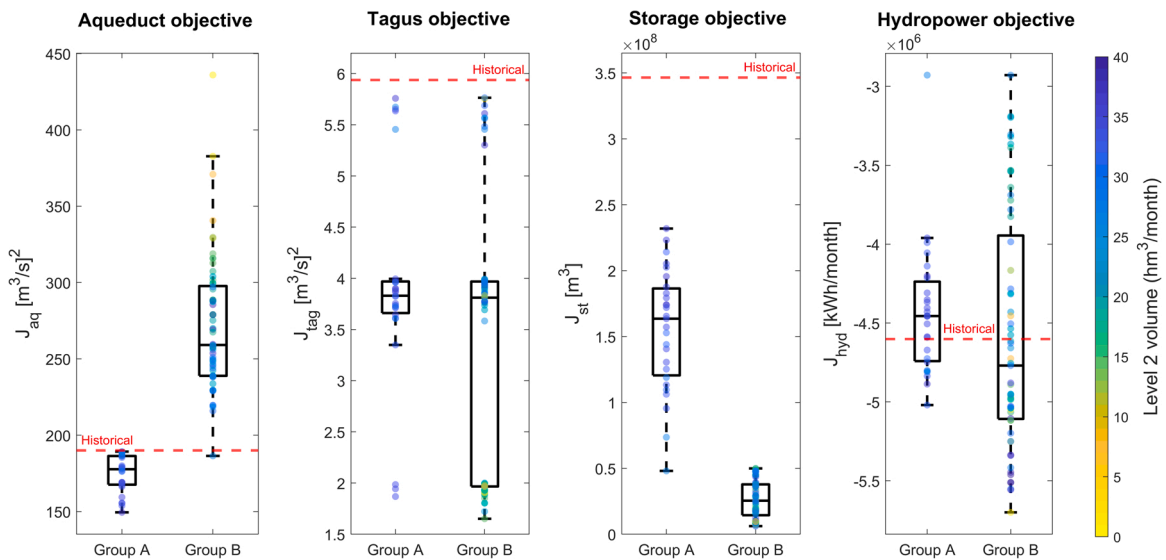 Aqueduct objective
J_aq [m^3/s]^2
450
400
350
300
250
200
150
Historical
Group A
Group B
Tagus objective
J_tag [m^3/s]^2
6
5.5
5
4.5
4
3.5
3
2.5
2
1.5
Historical
Group A
Group B
Storage objective
×10^8
J_st [m^3]
3.5
3
2.5
2
1.5
1
0.5
0
Historical
Group A
Group B
Hydropower objective
×10^6
J_hyd [kWh/month]
-3
-3.5
-4
-4.5
-5
-5.5
Historical
Group A
Group B
40
35
30
25
20
15
10
5
0
Level 2 volume (hm^3/month)